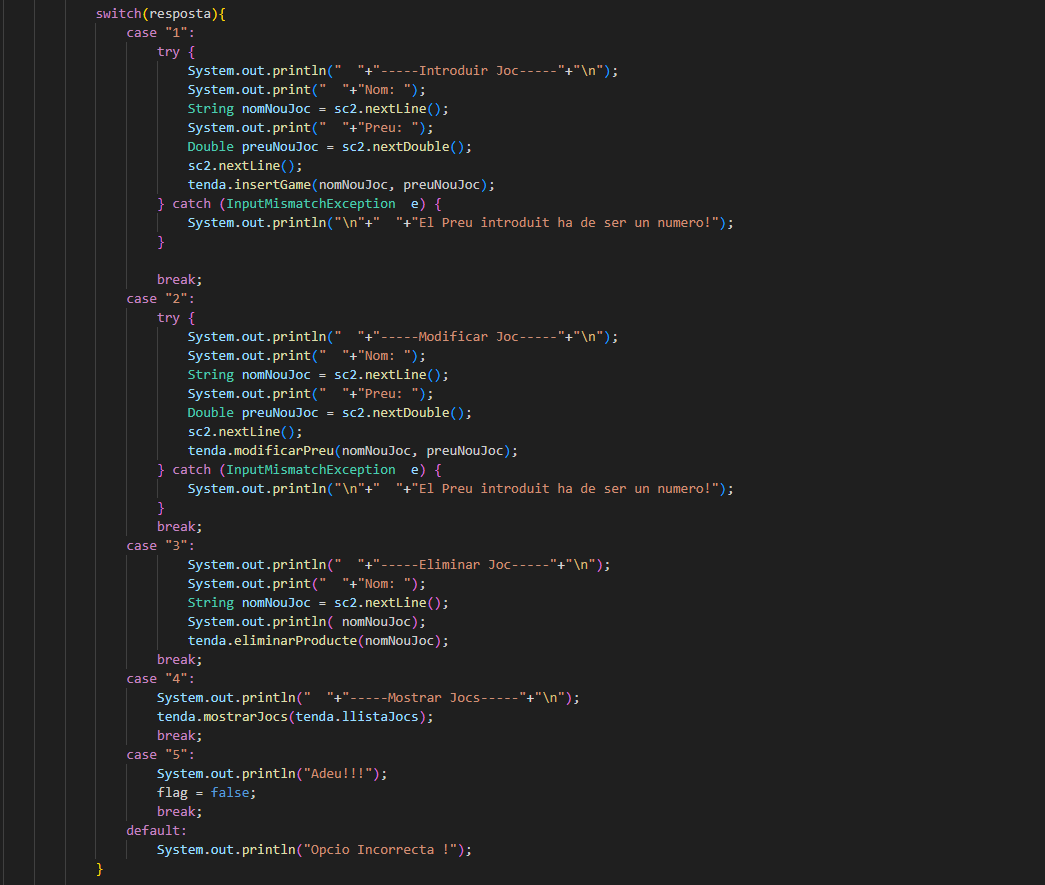 switch(resposta){
case "1":
try {
System.out.println("  "+"-----Introduir Joc-----"+"\n");
System.out.print("  "+"Nom: ");
String nomNouJoc = sc2.nextLine();
System.out.print("  "+"Preu: ");
Double preuNouJoc = sc2.nextDouble();
sc2.nextLine();
tenda.insertGame(nomNouJoc, preuNouJoc);
} catch (InputMismatchException  e) {
System.out.println("\n"+"  "+"El Preu introduit ha de ser un numero!");
}
break;
case "2":
try {
System.out.println("  "+"-----Modificar Joc-----"+"\n");
System.out.print("  "+"Nom: ");
String nomNouJoc = sc2.nextLine();
System.out.print("  "+"Preu: ");
Double preuNouJoc = sc2.nextDouble();
sc2.nextLine();
tenda.modificarPreu(nomNouJoc, preuNouJoc);
} catch (InputMismatchException  e) {
System.out.println("\n"+"  "+"El Preu introduit ha de ser un numero!");
}
break;
case "3":
System.out.println("  "+"-----Eliminar Joc-----"+"\n");
System.out.print("  "+"Nom: ");
String nomNouJoc = sc2.nextLine();
System.out.println( nomNouJoc);
tenda.eliminarProducte(nomNouJoc);
break;
case "4":
System.out.println("  "+"-----Mostrar Jocs-----"+"\n");
tenda.mostrarJocs(tenda.llistaJocs);
break;
case "5":
System.out.println("Adeu!!!");
flag = false;
break;
default:
System.out.println("Opcio Incorrecta !");
}